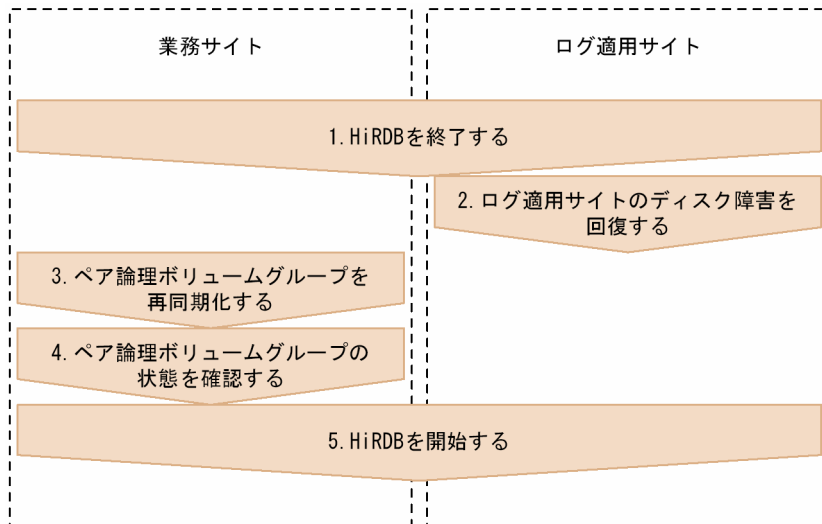 業務サイト
ログ適用サイト
1. HiRDBを終了する
2. ログ適用サイトのディスク障害を
回復する
3. ペア論理ボリュームグループを
再同期化する
4. ペア論理ボリュームグループの
状態を確認する
5. HiRDBを開始する